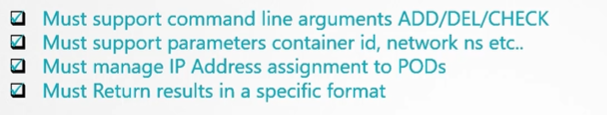 Must support command line arguments ADD/DEL/CHECK
Must support parameters container id, network ns etc..
Must manage IP Address assignment to PODs
Must Return results in a specific format